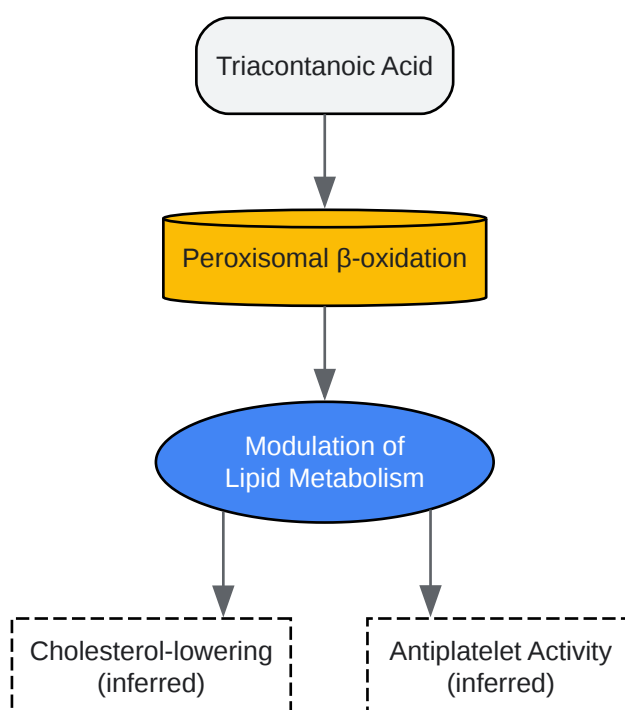 Triacontanoic Acid
Peroxisomal β-oxidation
Modulation of
Lipid Metabolism
Cholesterol-lowering
(inferred)
Antiplatelet Activity
(inferred)